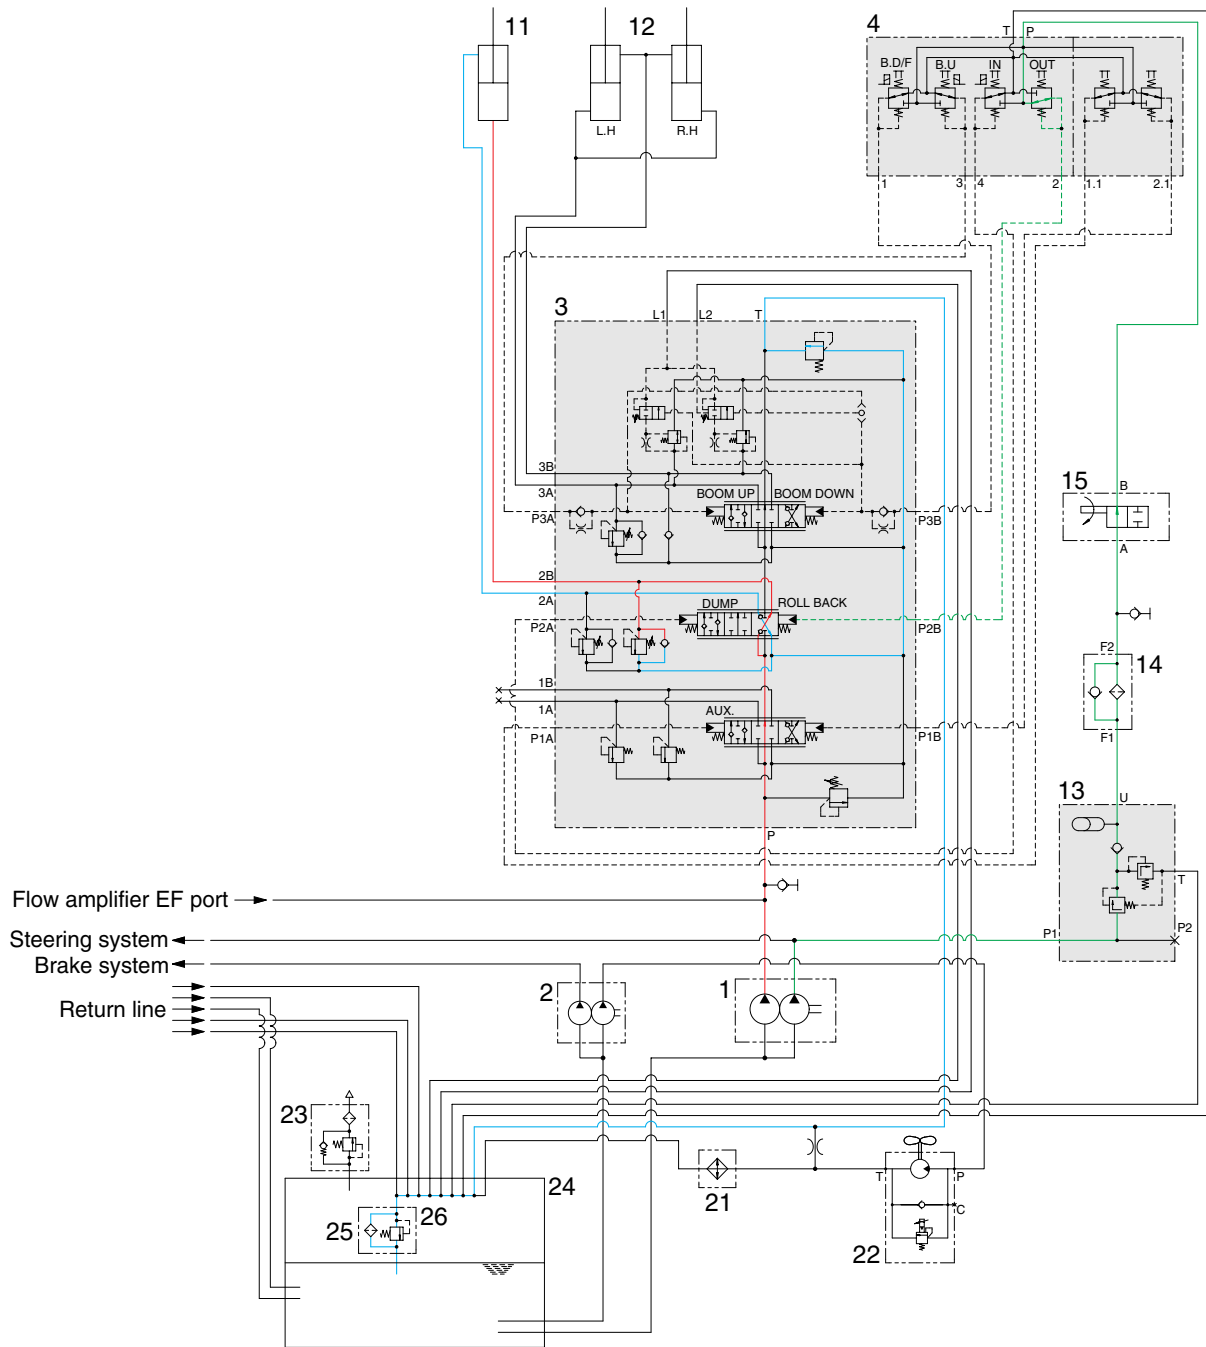 11
12
4
T P
B.D/F B.U IN OUT
L.H R.H
1 3 4 2 1.1 2.1
3
L1 L2 T
15
B
A
3B
3A
BOOM UP BOOM DOWN
P3A P3B
2B
2A
DUMP ROLL BACK
P2A P2B
F2
14
F1
1B
1A
AUX.
P1A P1B
13
U
P
T
Flow amplifier EF port
Steering system
P1 P2
Brake system
2
1
Return line
23
24
21
T P
C
25 26
22